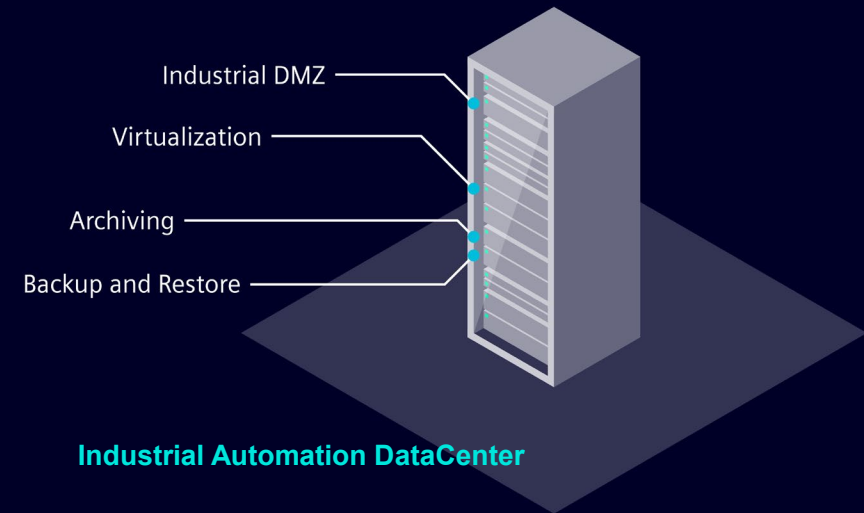 Industrial DMZ
Virtualization
Archiving
Backup and Restore
Industrial Automation DataCenter